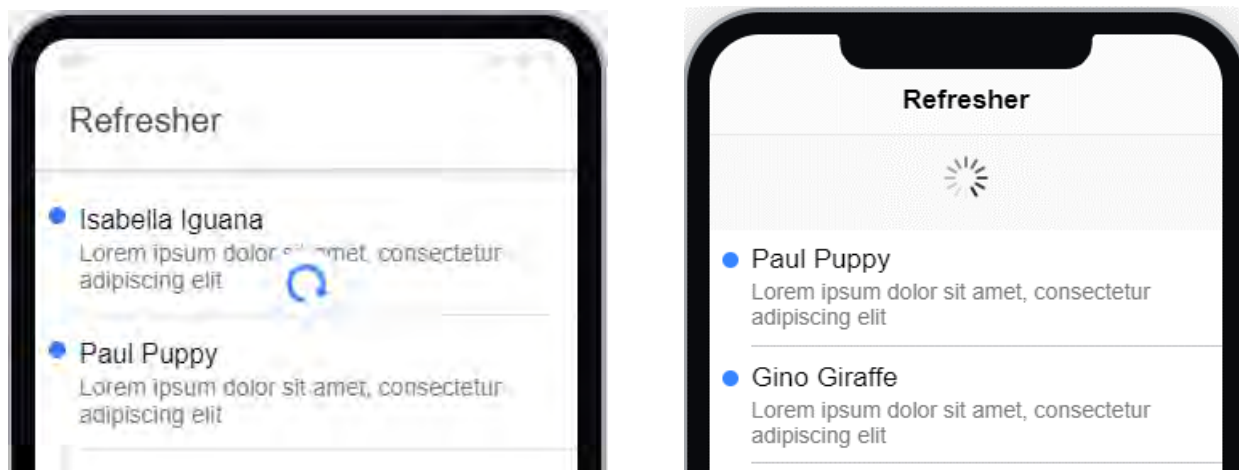 Refresher
Isabella Iguana
Lorem ipsum dolor sit amet, consectetur
adipiscing elit
Paul Puppy
Lorem ipsum dolor sit amet, consectetur
adipiscing elit
Refresher
Paul Puppy
Lorem ipsum dolor sit amet, consectetur
adipiscing elit
Gino Giraffe
Lorem ipsum dolor sit amet, consectetur
adipiscing elit